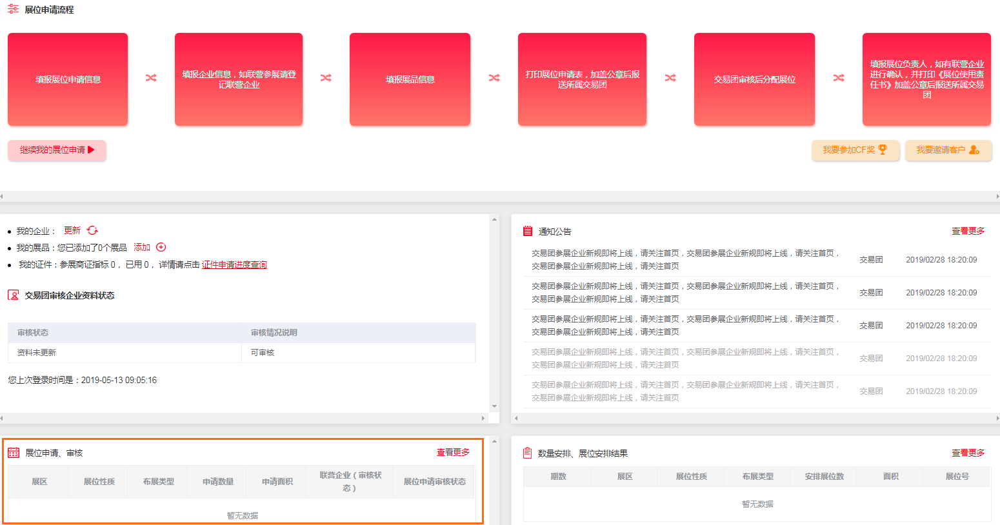 展位申请流程
填报展位申请信息
填报企业信息，如联营参展请登
记联营企业
填报展品信息
打印展位申请表，加盖公章后报
送所属交易团
交易团审核后分配展位
填报展位负责人，如有联营企业
进行确认，并打印《展位使用责
任书》加盖公章后报送所属交易
团
继续我的展位申请
我要参加CF奖
我要邀请客户
我的企业： 更新
我的展品：您已添加了0个展品 添加
我的证件：参展商证指标 0 ，已用 0 ，详情请点击 证件申请进度查询
交易团审核企业资料状态
审核状态 审核情况说明
资料未更新 可审核
您上次登录时间是：2019-05-13 09:05:16
通知公告 查看更多
交易团参展企业新规即将上线，请关注首页，交易团参展企业新规即将上线，请关注首页，
交易团参展企业新规即将上线，请关注首页
交易团 2019/02/28 18:20:09
交易团参展企业新规即将上线，请关注首页，交易团参展企业新规即将上线，请关注首页，
交易团参展企业新规即将上线，请关注首页
交易团 2019/02/28 18:20:09
交易团参展企业新规即将上线，请关注首页，交易团参展企业新规即将上线，请关注首页，
交易团参展企业新规即将上线，请关注首页
交易团 2019/02/28 18:20:09
交易团参展企业新规即将上线，请关注首页，交易团参展企业新规即将上线，请关注首页，
交易团参展企业新规即将上线，请关注首页
交易团 2019/02/28 18:20:09
交易团参展企业新规即将上线，请关注首页，交易团参展企业新规即将上线，请关注首页，
交易团参展企业新规即将上线，请关注首页
交易团 2019/02/28 18:20:09
展位申请、审核 查看更多
展区 展位性质 布展类型 申请数量 申请面积 联营企业（审核状
态） 展位申请审核状态
暂无数据
数量安排、展位安排结果 查看更多
期数 展区 展位性质 布展类型 安排展位数 面积 展位号
暂无数据